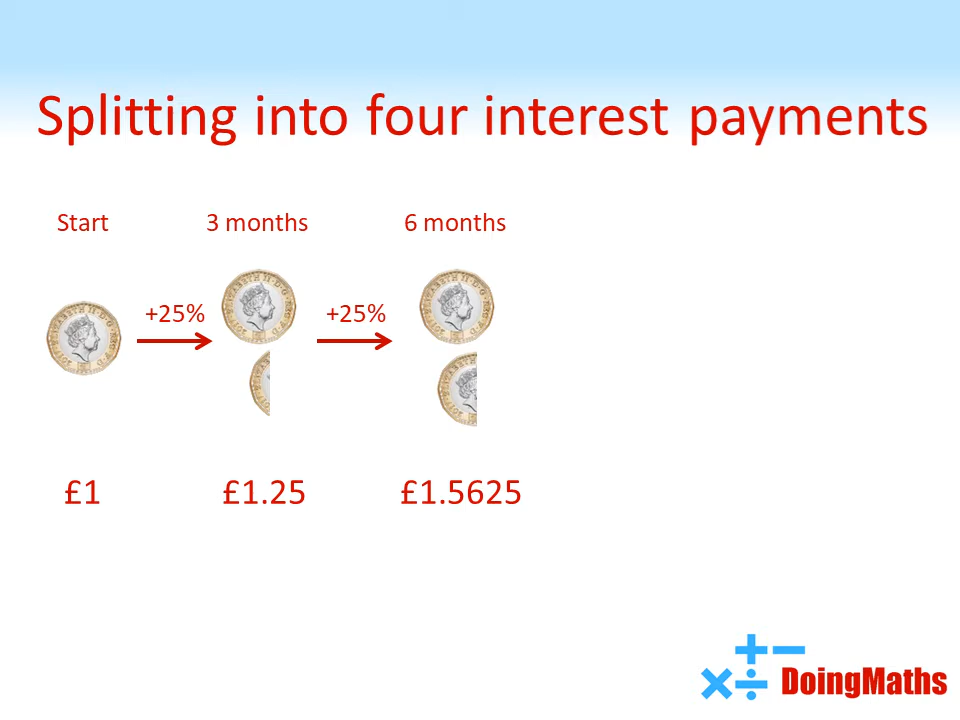 Splitting into four interest payments
Start 3 months 6 months
+25% +25%
£1 £1.25 £1.5625
DoingMaths